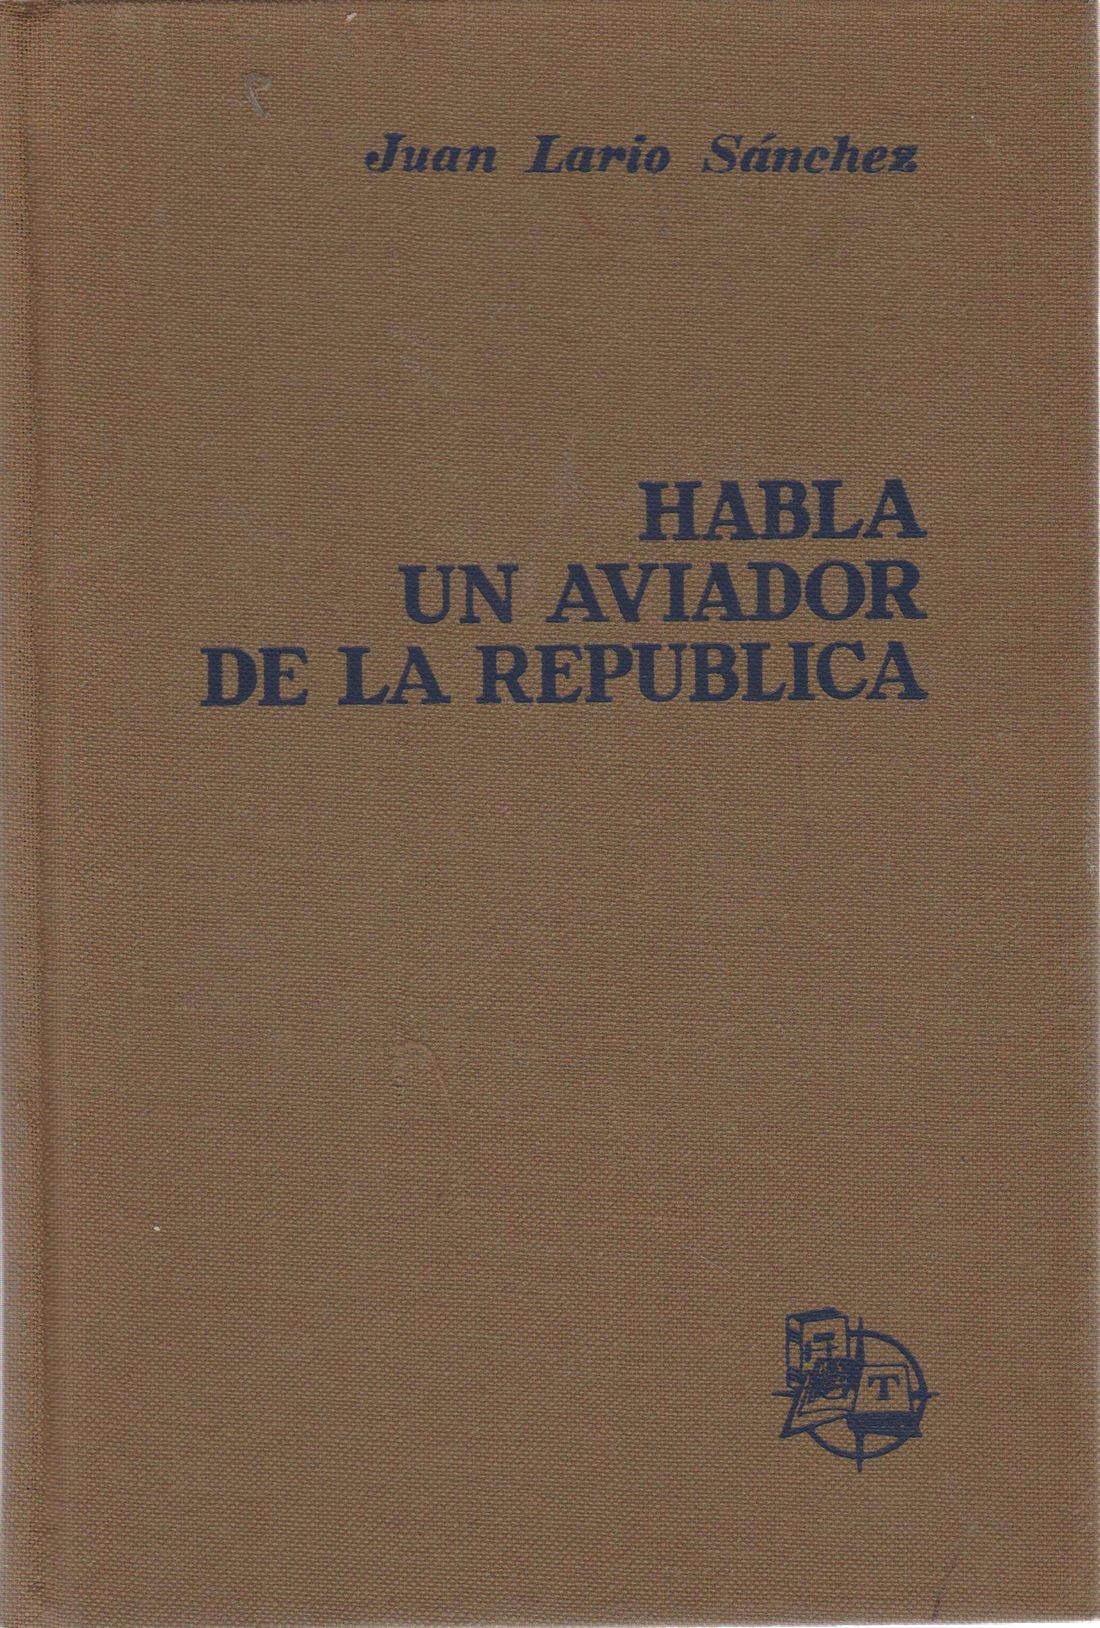 Juan Lario Sánchez
HABLA
UN AVIADOR
DE LA REPUBLICA
T